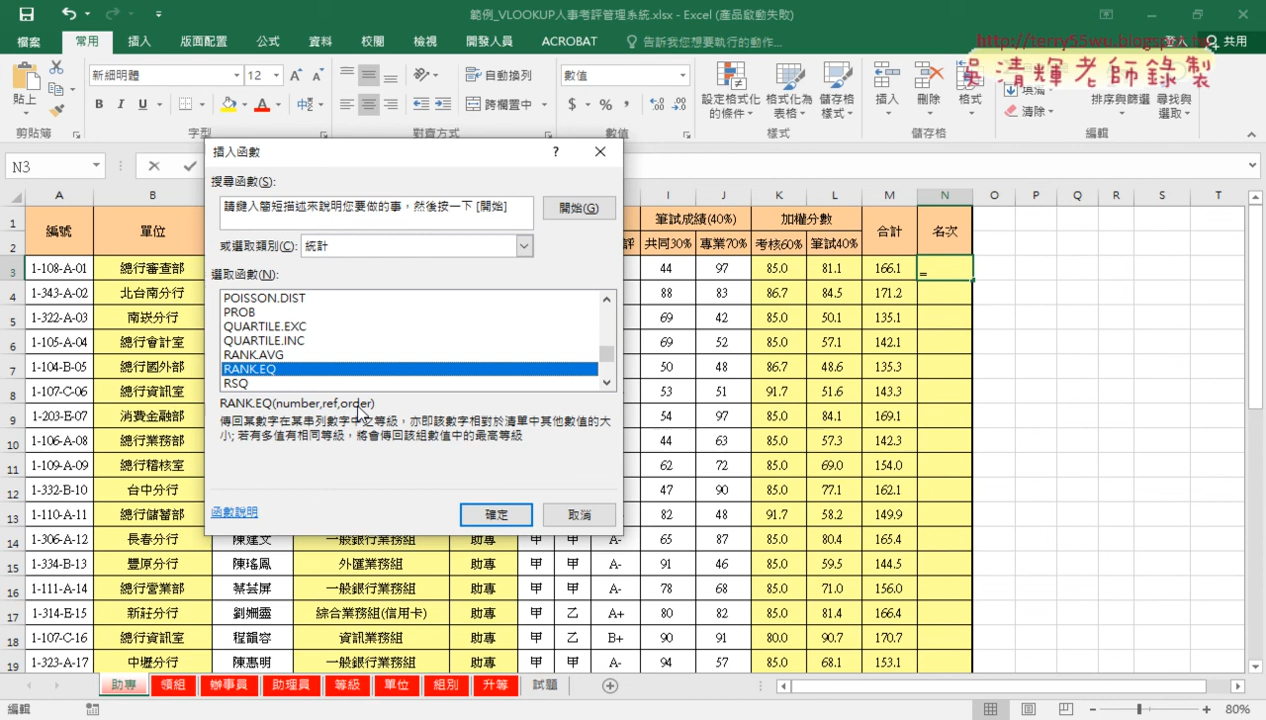 範例_VLOOKUP人事考評管理系統.xlsx - Excel (產品啟動失敗)
http://terry55wu.blogspot.tw
吳清輝老師錄製
檔案 常用 插入 版面配置 公式 資料 校閱 檢視 開發人員 ACROBAT 告訴我您想要執行的動作... 登入 共用
貼上 新細明體 12 自動換列 數值 設定格式化的條件 格式化為表格 儲存格樣式 插入 刪除 格式 排序與篩選 尋找與選取
B I U 跨欄置中 $ % 清除
剪貼簿 字型 對齊方式 數值 樣式 儲存格 編輯
N3
插入函數 ?
搜尋函數(S):
請鍵入簡短描述來說明您要做的事，然後按一下 [開始]
開始(G)
或選取類別(C): 統計
選取函數(N):
POISSON.DIST
PROB
QUARTILE.EXC
QUARTILE.INC
RANK.AVG
RANK.EQ
RSQ
RANK.EQ(number,ref,order)
傳回某數字在某串列數字中之等級，亦即該數字相對於清單中其他數值的大
小; 若有多值有相同等級，將會傳回該組數值中的最高等級
函數說明 確定 取消
A B I J K L M N O P Q R S T
1 編號 單位 筆試成績(40%) 加權分數 合計 名次
2 評 共同30% 專業70% 考核60% 筆試40%
3 1-108-A-01 總行審查部 44 97 85.0 81.1 166.1 =
4 1-343-A-02 北台南分行 88 83 86.7 84.5 171.2
5 1-322-A-03 南崁分行 69 42 85.0 50.1 135.1
6 1-105-A-04 總行會計室 69 52 85.0 57.1 142.1
7 1-104-B-05 總行國外部 50 48 86.7 48.6 135.3
8 1-107-C-06 總行資訊室 51 53 91.7 51.6 143.3
9 1-203-E-07 消費金融部 54 97 85.0 84.1 169.1
10 1-106-A-08 總行業務部 44 63 85.0 57.3 142.3
11 1-109-A-09 總行稽核室 62 72 85.0 69.0 154.0
12 1-332-B-10 台中分行 47 90 85.0 77.1 162.1
13 1-110-A-11 總行儲蓄部 82 48 91.7 58.2 149.9
14 1-306-A-12 長春分行 陳建文 一般銀行業務組 助專 甲 乙 A- 65 87 85.0 80.4 165.4
15 1-334-B-13 豐原分行 陳瑤鳳 外匯業務組 助專 甲 甲 A- 91 46 85.0 59.5 144.5
16 1-111-A-14 總行營業部 蔡芸屏 一般銀行業務組 助專 甲 甲 A- 78 68 85.0 71.0 156.0
17 1-314-E-15 新莊分行 劉姍靈 綜合業務組(信用卡) 助專 甲 乙 A+ 80 82 85.0 81.4 166.4
18 1-107-C-16 總行資訊室 程韻容 資訊業務組 助專 甲 乙 B+ 90 91 80.0 90.7 170.7
19 1-323-A-17 中壢分行 陳惠明 一般銀行業務組 助專 甲 甲 A- 94 57 85.0 68.1 153.1
助專 領組 辦事員 助理員 等級 單位 組別 升等 試題
編輯 80%